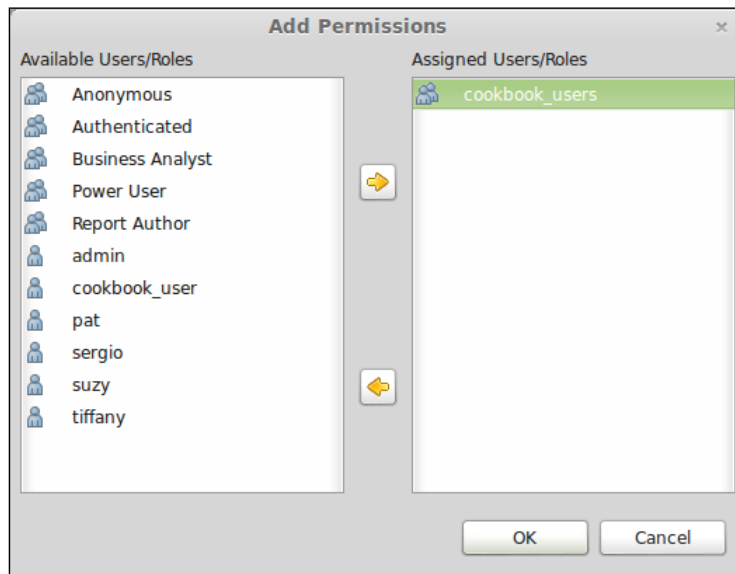 Add Permissions
Available Users/Roles
Anonymous
Authenticated
Business Analyst
Power User
Report Author
admin
cookbook_user
pat
sergio
suzy
tiffany
Assigned Users/Roles
cookbook_users
OK
Cancel